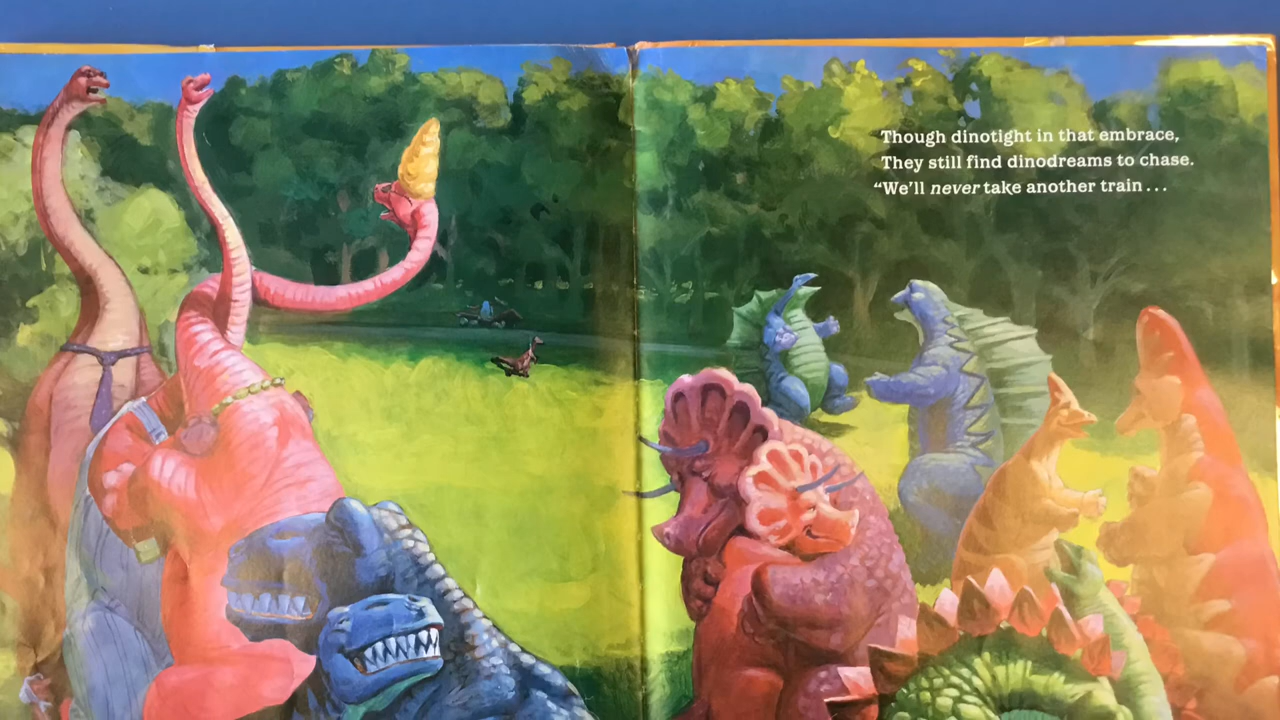 Though dinotight in that embrace,
They still find dinodreams to chase.
“We’ll never take another train . . .